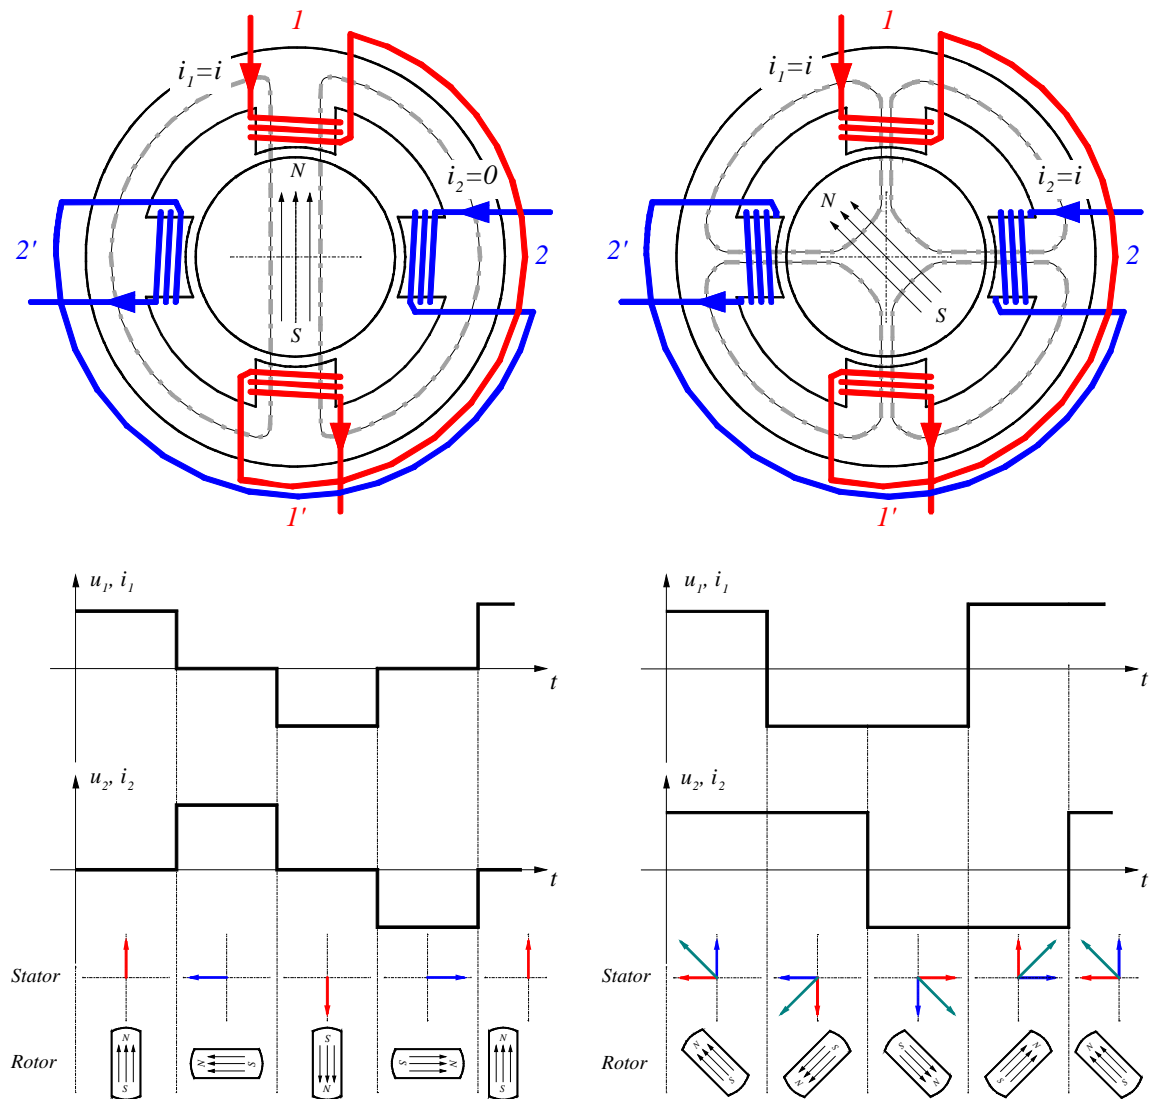 1
1
i₁=i
i₁=i
N
i₂=0
i₂=i
N
2'
2
2'
2
S
S
1'
1'
u₁, i₁
u₁, i₁
t
t
u₂, i₂
u₂, i₂
t
t
Stator
Stator
Rotor
N
S
N
S
S
N
S
N
N
S
Rotor
N
S
S
N
S
N
N
S
N
S